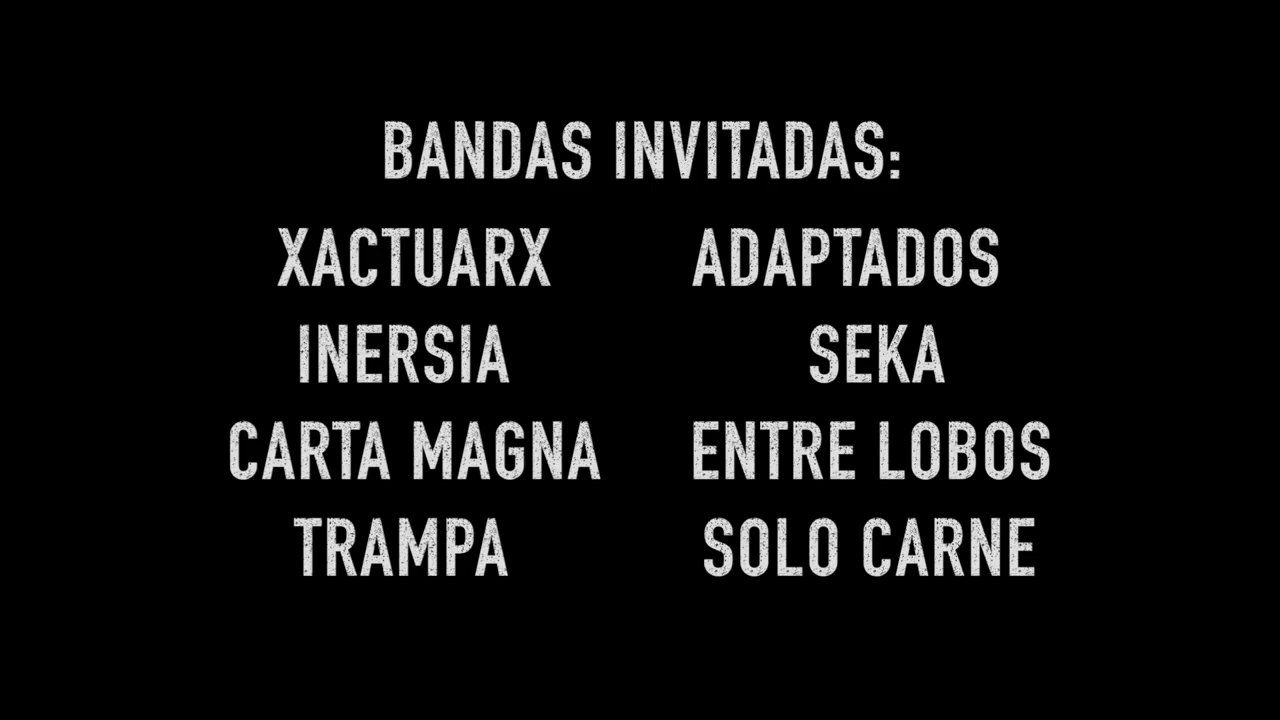 BANDAS INVITADAS:
XACTUARX ADAPTADOS
INERSIA SEKA
CARTA MAGNA ENTRE LOBOS
TRAMPA SOLO CARNE